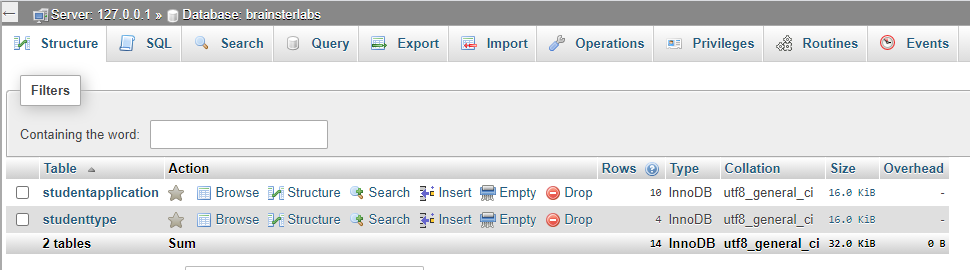 ← Server: 127.0.0.1 » Database: brainsterlabs
Structure SQL Search Query Export Import Operations Privileges Routines Events
Filters
Containing the word:
Table Action Rows Type Collation Size Overhead
studentapplication Browse Structure Search Insert Empty Drop 10 InnoDB utf8_general_ci 16.0 KiB -
studenttype Browse Structure Search Insert Empty Drop 4 InnoDB utf8_general_ci 16.0 KiB -
2 tables Sum 14 InnoDB utf8_general_ci 32.0 KiB 0 B